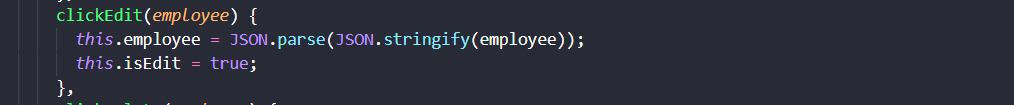 clickEdit(employee) {
this.employee = JSON.parse(JSON.stringify(employee));
this.isEdit = true;
},